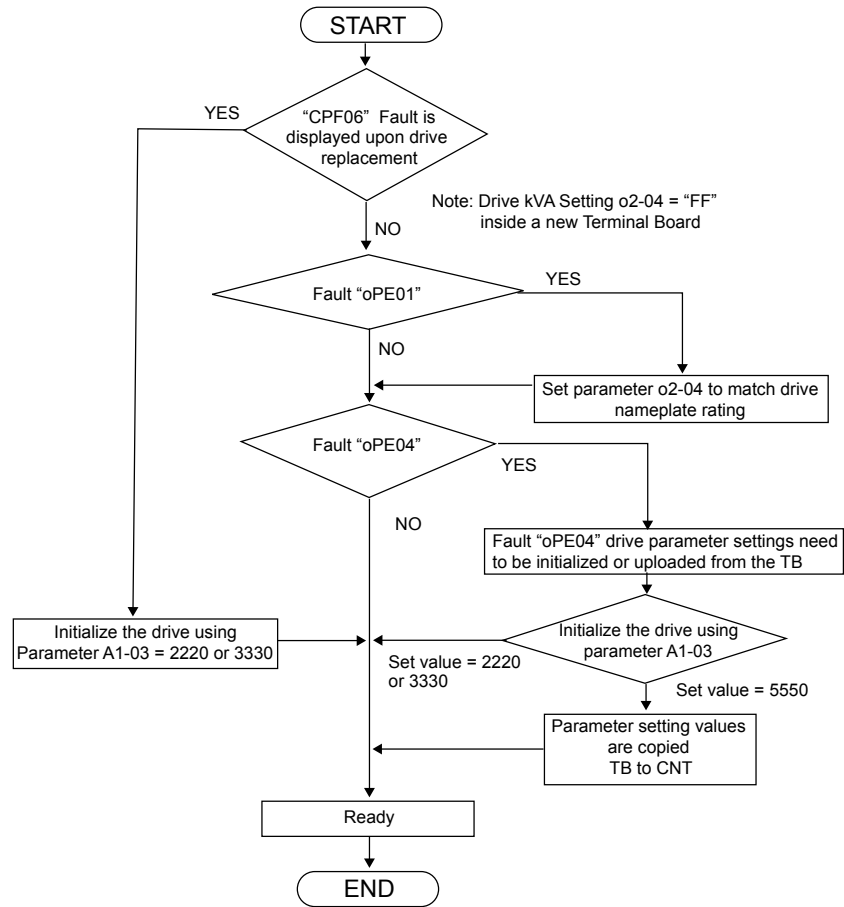 START
YES
“CPF06” Fault is
displayed upon drive
replacement
Note: Drive kVA Setting o2-04 = “FF”
inside a new Terminal Board
NO
Fault “oPE01”
YES
NO
Set parameter o2-04 to match drive
nameplate rating
Fault “oPE04”
YES
NO
Fault “oPE04” drive parameter settings need
to be initialized or uploaded from the TB
Initialize the drive using
Parameter A1-03 = 2220 or 3330
Initialize the drive using
parameter A1-03
Set value = 2220
or 3330
Set value = 5550
Parameter setting values
are copied
TB to CNT
Ready
END